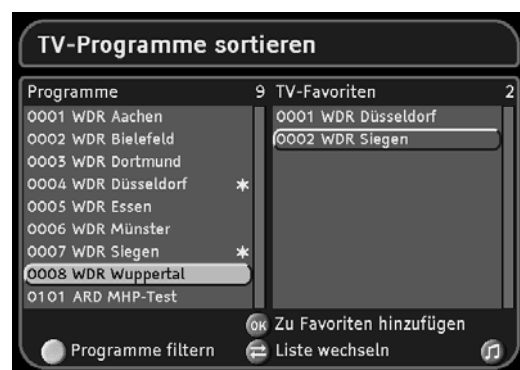 TV-Programme sortieren
Programme 9
0001 WDR Aachen
0002 WDR Bielefeld
0003 WDR Dortmund
0004 WDR Düsseldorf *
0005 WDR Essen
0006 WDR Münster
0007 WDR Siegen *
0008 WDR Wuppertal
0101 ARD MHP-Test
TV-Favoriten 2
0001 WDR Düsseldorf
0002 WDR Siegen
OK Zu Favoriten hinzufügen
Programme filtern
Liste wechseln